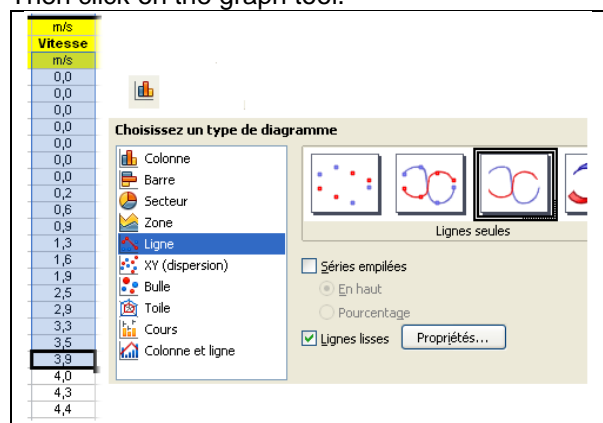 Then click on the graph tool.
m/s
Vitesse
m/s
0,0
0,0
0,0
0,0
0,0
0,0
0,0
0,2
0,6
0,9
1,3
1,6
1,9
2,5
2,9
3,3
3,5
3,9
4,0
4,3
4,4
Choisissez un type de diagramme
Colonne
Barre
Secteur
Zone
Ligne
XY (dispersion)
Bulle
Toile
Cours
Colonne et ligne
Lignes seules
Séries empilées
En haut
Pourcentage
Lignes lisses Propriétés...